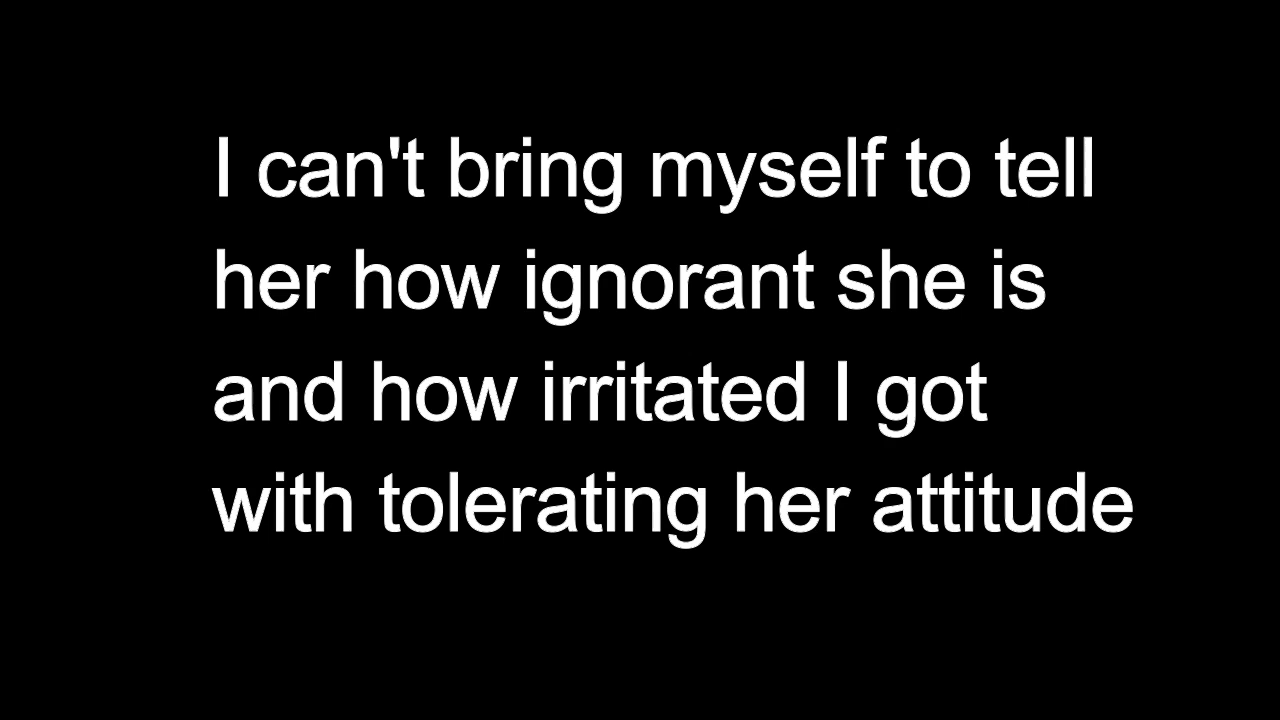 I can't bring myself to tell
her how ignorant she is
and how irritated I got
with tolerating her attitude